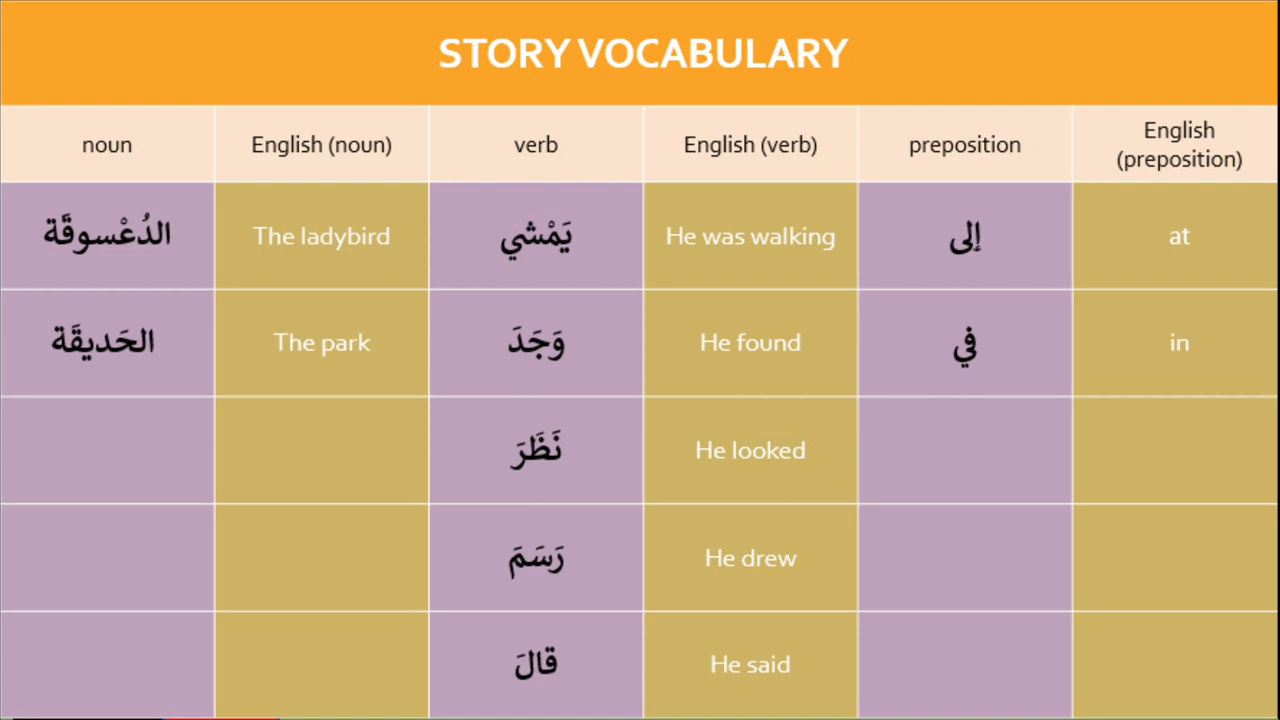 STORY VOCABULARY
noun English (noun) verb English (verb) preposition English (preposition)
الدُعْسوقَة The ladybird يَمْشي He was walking إلى at
الحَديقَة The park وَجَدَ He found في in
نَظَرَ He looked
رَسَمَ He drew
قالَ He said